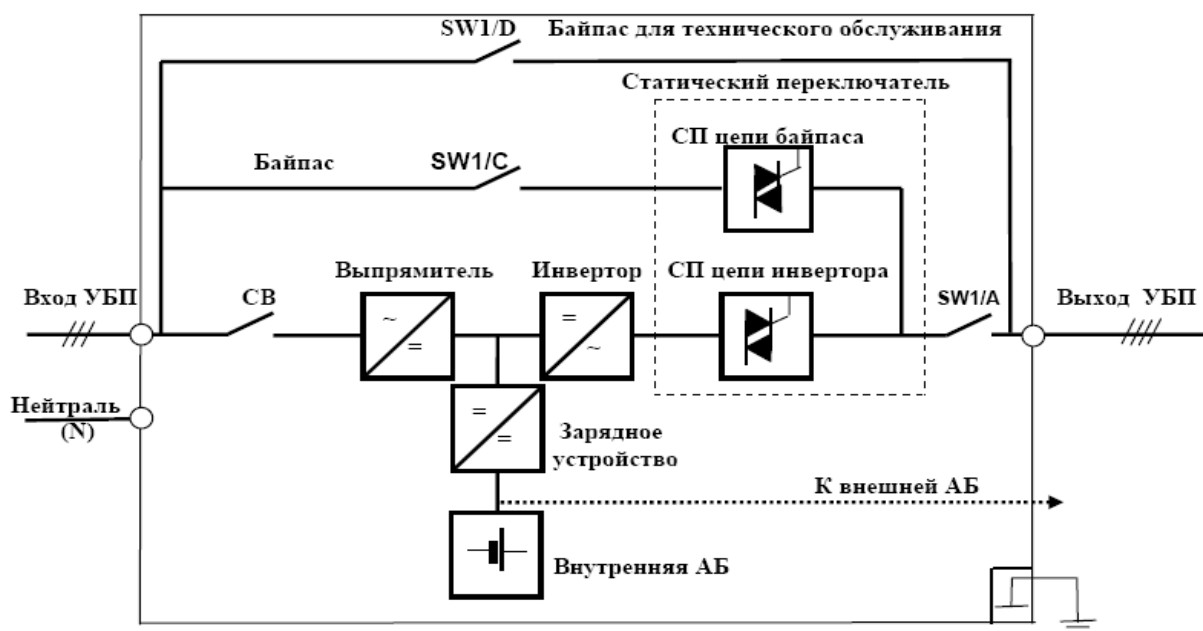 SW1/D Байпас для технического обслуживания
Статический переключатель
СП цепи байпаса
Байпас SW1/C
Выпрямитель Инвертор СП цепи инвертора
Вход УБП СВ SW1/A Выход УБП
~
=
=
~
Нейтраль
(N)
=
=
Зарядное
устройство
К внешней АБ
Внутренняя АБ